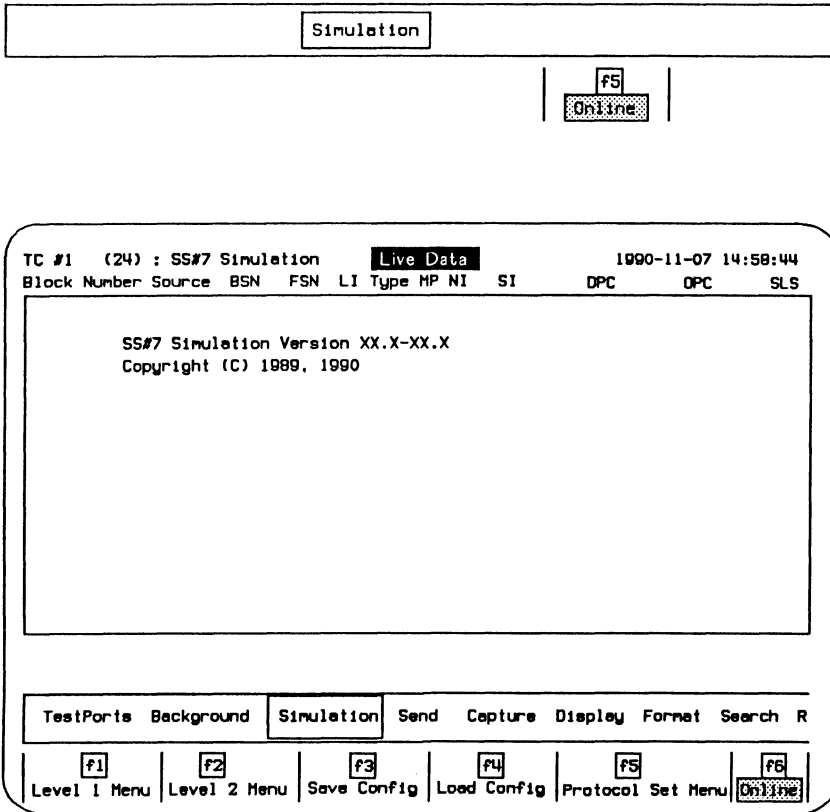 Simulation
f5
Online
TC #1 (24) : SS#7 Simulation Live Data 1990-11-07 14:58:44
Block Number Source BSN FSN LI Type MP NI SI DPC OPC SLS
SS#7 Simulation Version XX.X-XX.X
Copyright (C) 1989, 1990
TestPorts Background Simulation Send Capture Display Format Search R
f1 f2 f3 f4 f5 f6
Level 1 Menu Level 2 Menu Save Config Load Config Protocol Set Menu Online